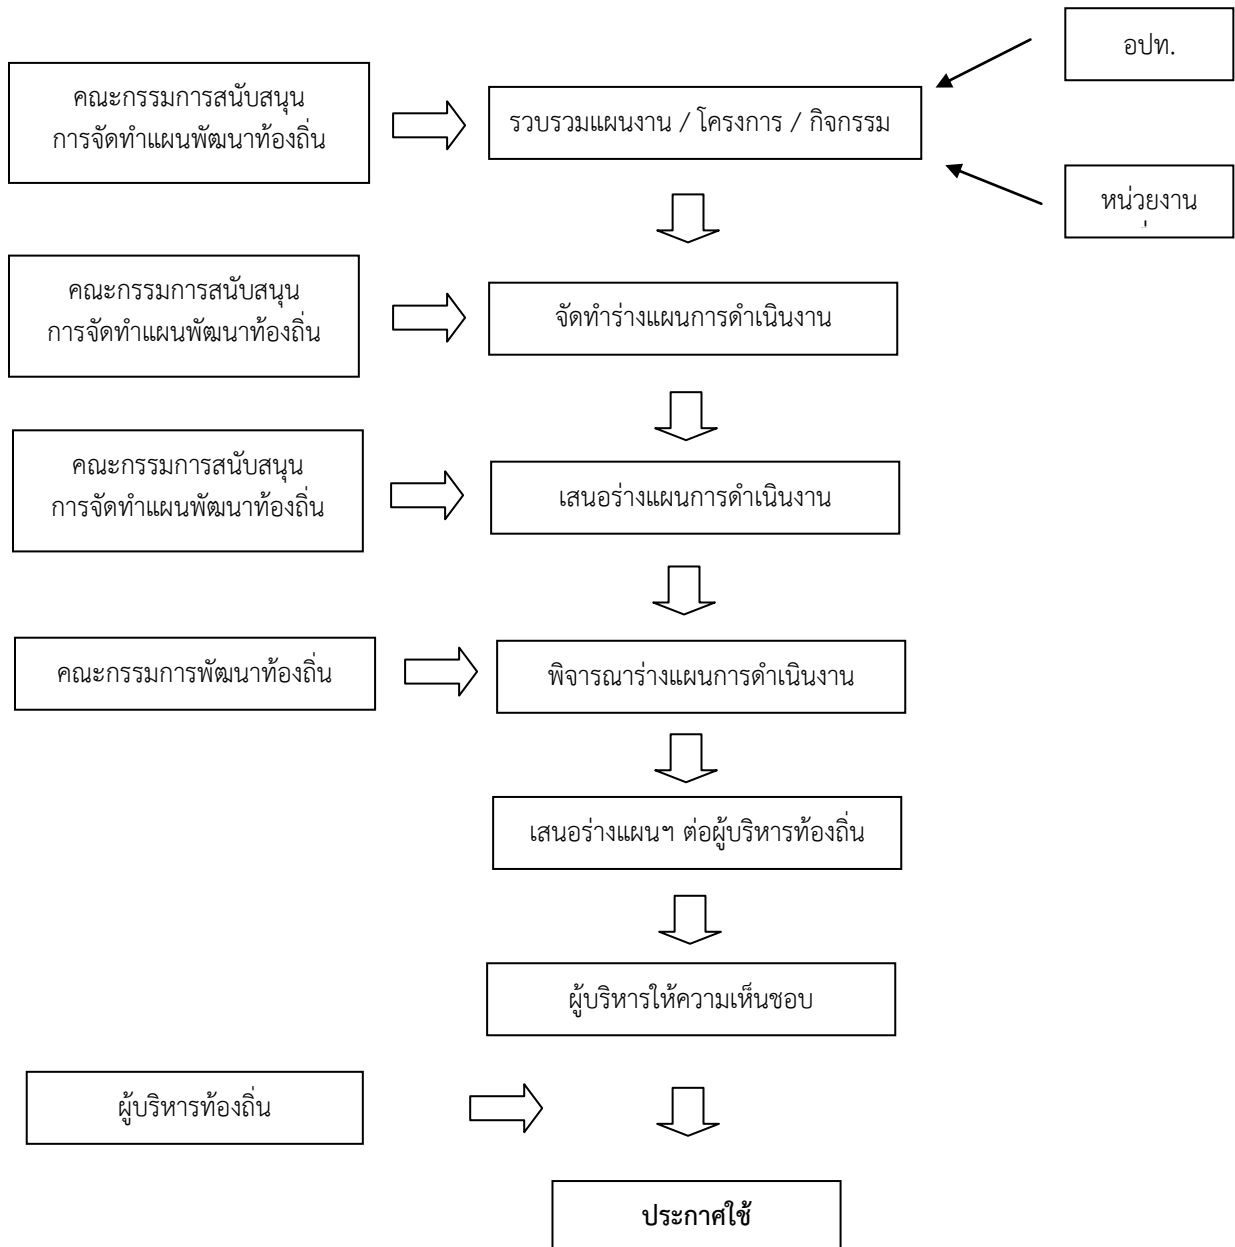 อปท.
คณะกรรมการสนับสนุน
การจัดทำแผนพัฒนาท้องถิ่น
รวบรวมแผนงาน / โครงการ / กิจกรรม
หน่วยงาน
คณะกรรมการสนับสนุน
การจัดทำแผนพัฒนาท้องถิ่น
จัดทำร่างแผนการดำเนินงาน
คณะกรรมการสนับสนุน
การจัดทำแผนพัฒนาท้องถิ่น
เสนอร่างแผนการดำเนินงาน
คณะกรรมการพัฒนาท้องถิ่น
พิจารณาร่างแผนการดำเนินงาน
เสนอร่างแผนฯ ต่อผู้บริหารท้องถิ่น
ผู้บริหารให้ความเห็นชอบ
ผู้บริหารท้องถิ่น
ประกาศใช้